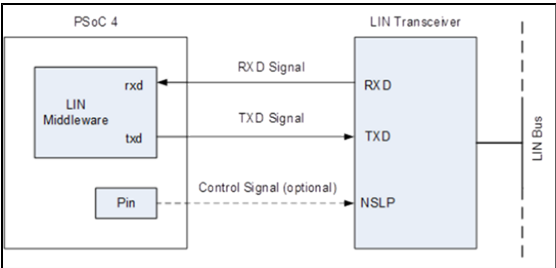 PSoC 4
LIN Transceiver
RXD Signal
rxd
RXD
LIN
Middleware
TXD Signal
txd
TXD
LIN Bus
Control Signal (optional)
Pin
NSLP